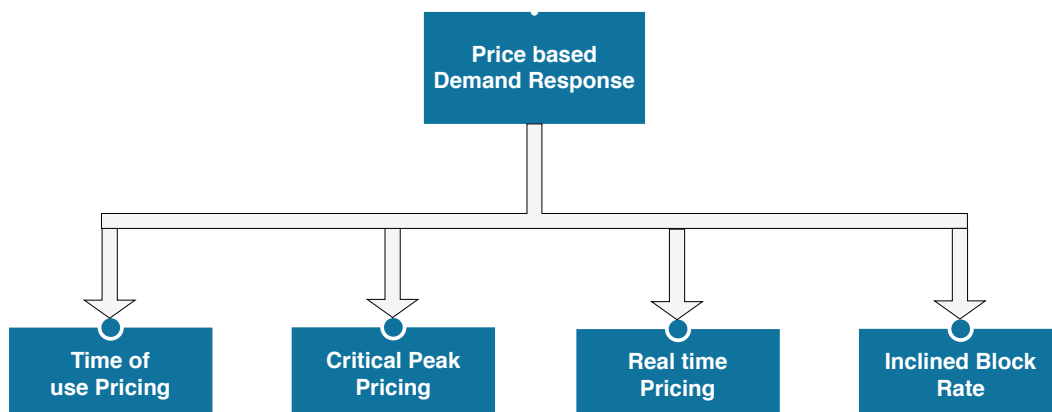 Price based
Demand Response
Time of
use Pricing
Critical Peak
Pricing
Real time
Pricing
Inclined Block
Rate